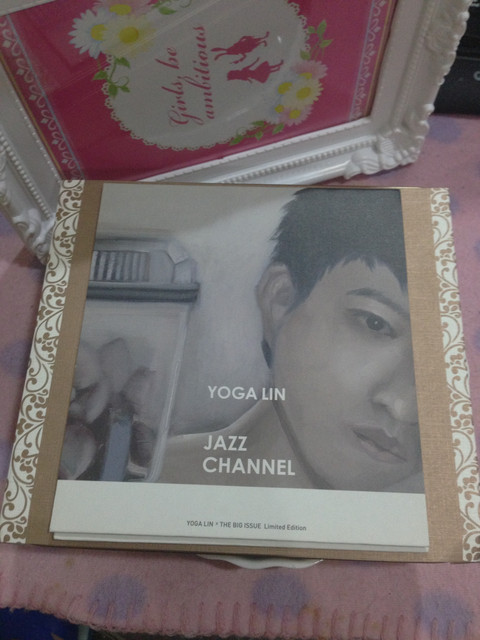 Girls, be
ambitious
YOGA LIN
JAZZ
CHANNEL
YOGA LIN × THE BIG ISSUE Limited Edition